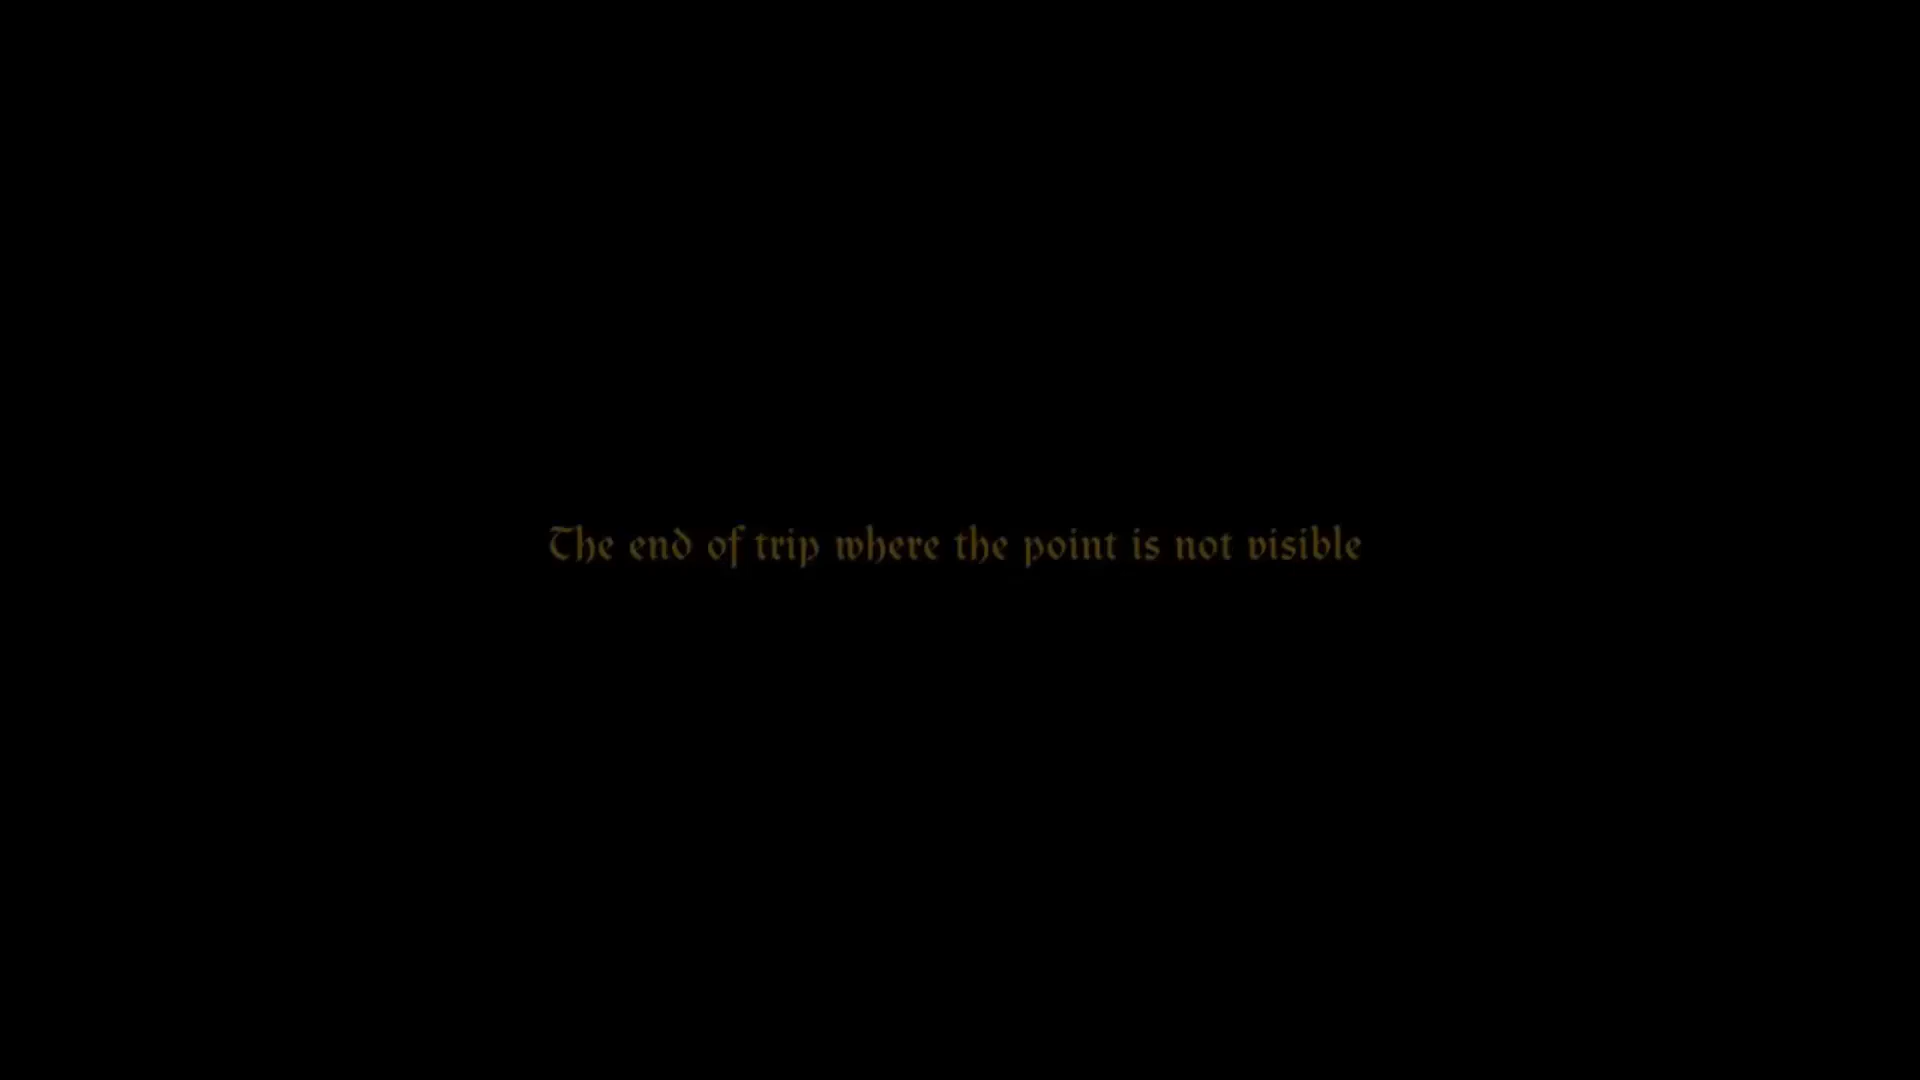 The end of trip where the point is not visible